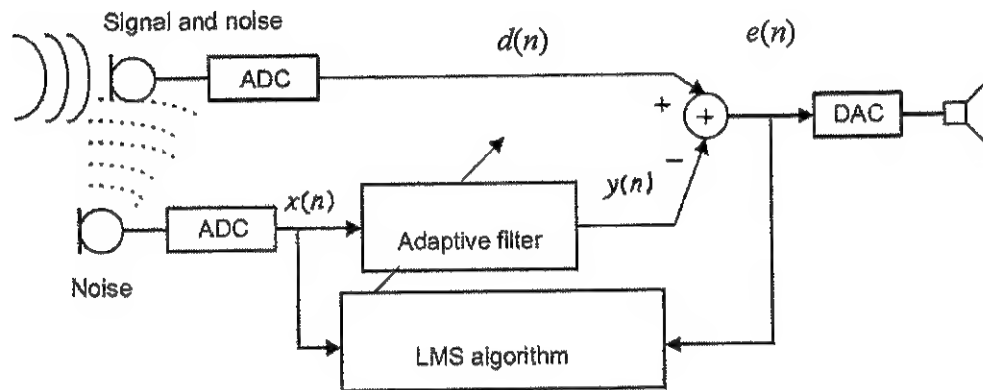 Signal and noise
d(n)
e(n)
ADC
+
+
DAC
−
x(n)
y(n)
ADC
Adaptive filter
Noise
LMS algorithm